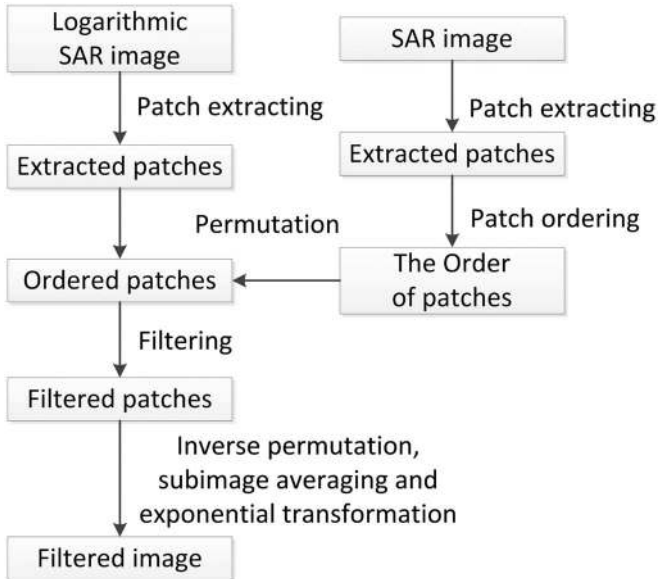 Logarithmic
SAR image
SAR image
Patch extracting
Patch extracting
Extracted patches
Extracted patches
Permutation
Patch ordering
Ordered patches
The Order
of patches
Filtering
Filtered patches
Inverse permutation,
subimage averaging and
exponential transformation
Filtered image